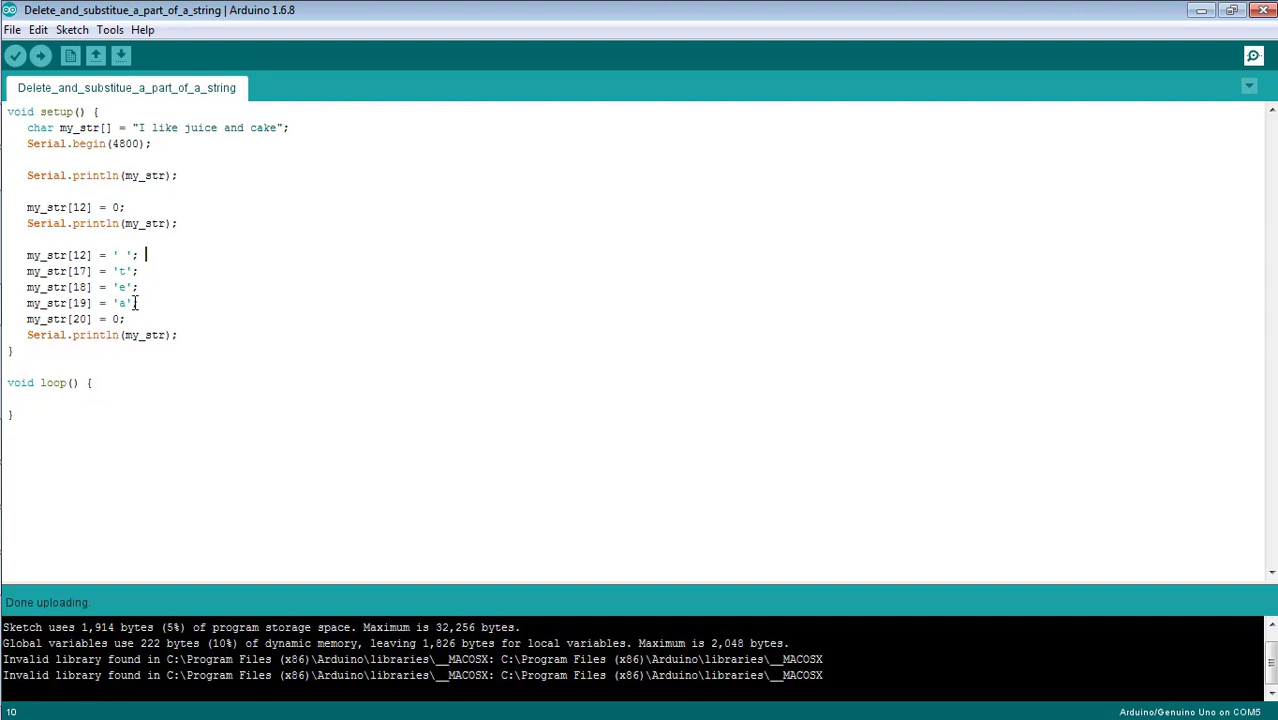 Delete_and_substitue_a_part_of_a_string | Arduino 1.6.8
File Edit Sketch Tools Help
Delete_and_substitue_a_part_of_a_string
void setup() {
char my_str[] = "I like juice and cake";
Serial.begin(4800);
Serial.println(my_str);
my_str[12] = 0;
Serial.println(my_str);
my_str[12] = ' ';
my_str[17] = 't';
my_str[18] = 'e';
my_str[19] = 'a';
my_str[20] = 0;
Serial.println(my_str);
}
void loop() {
}
Done uploading.
Sketch uses 1,914 bytes (5%) of program storage space. Maximum is 32,256 bytes.
Global variables use 222 bytes (10%) of dynamic memory, leaving 1,826 bytes for local variables. Maximum is 2,048 bytes.
Invalid library found in C:\Program Files (x86)\Arduino\libraries\__MACOSX: C:\Program Files (x86)\Arduino\libraries\__MACOSX
Invalid library found in C:\Program Files (x86)\Arduino\libraries\__MACOSX: C:\Program Files (x86)\Arduino\libraries\__MACOSX
10 Arduino/Genuino Uno on COM5